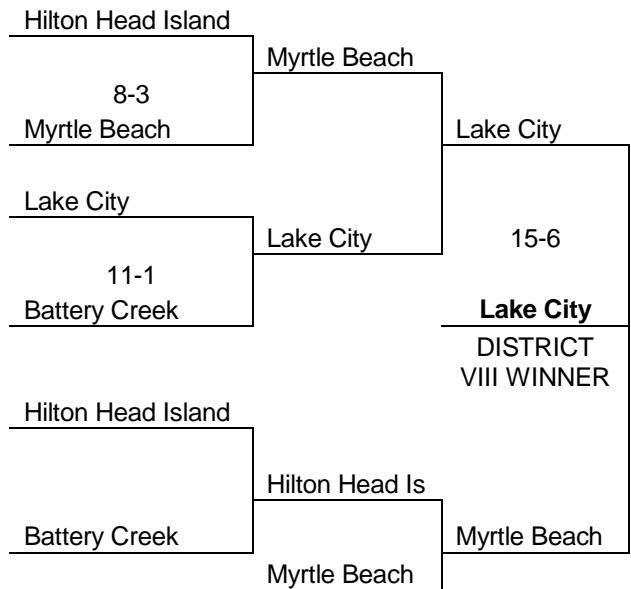 Hilton Head Island
Myrtle Beach
8-3
Myrtle Beach
Lake City
Lake City
Lake City
15-6
11-1
Battery Creek
Lake City
DISTRICT
VIII WINNER
Hilton Head Island
Hilton Head Is
Battery Creek
Myrtle Beach
Myrtle Beach